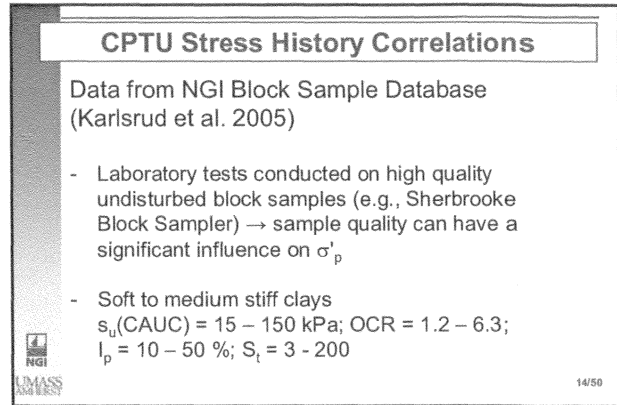 CPTU Stress History Correlations
Data from NGI Block Sample Database
(Karlsrud et al. 2005)
- Laboratory tests conducted on high quality
undisturbed block samples (e.g., Sherbrooke
Block Sampler) → sample quality can have a
significant influence on σ'p
- Soft to medium stiff clays
su(CAUC) = 15 – 150 kPa; OCR = 1.2 – 6.3;
Ip = 10 – 50 %; St = 3 - 200
NGI
UMASS
AMHERST
14/50